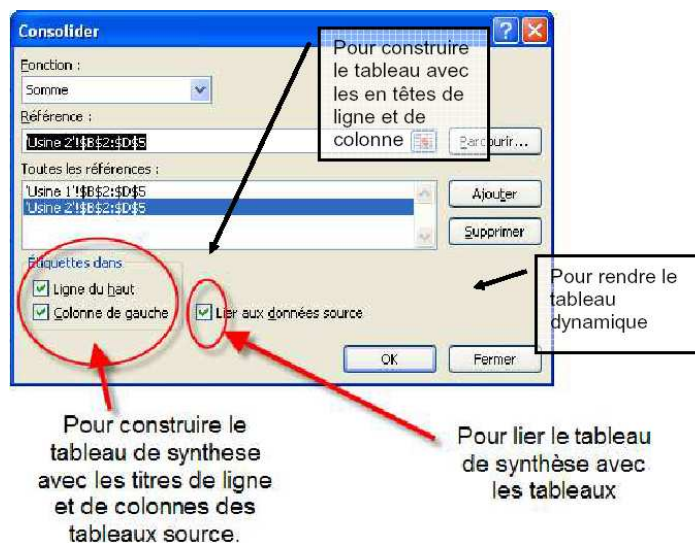 Consolider
Fonction :
Somme
Référence :
'Usine 2'!$B$2:$D$5
Parcourir...
Toutes les références :
'Usine 1'!$B$2:$D$5
'Usine 2'!$B$2:$D$5
Ajouter
Supprimer
Étiquettes dans
Ligne du haut
Colonne de gauche
Lier aux données source
OK
Fermer
Pour construire
le tableau avec
les en têtes de
ligne et de
colonne
Pour rendre le
tableau
dynamique
Pour construire le
tableau de synthese
avec les titres de ligne
et de colonnes des
tableaux source.
Pour lier le tableau
de synthèse avec
les tableaux